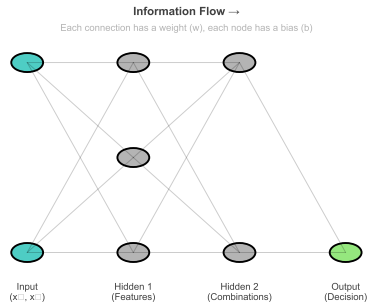 Information Flow →
Each connection has a weight (w), each node has a bias (b)
Input
(x□, x□)
Hidden 1
(Features)
Hidden 2
(Combinations)
Output
(Decision)